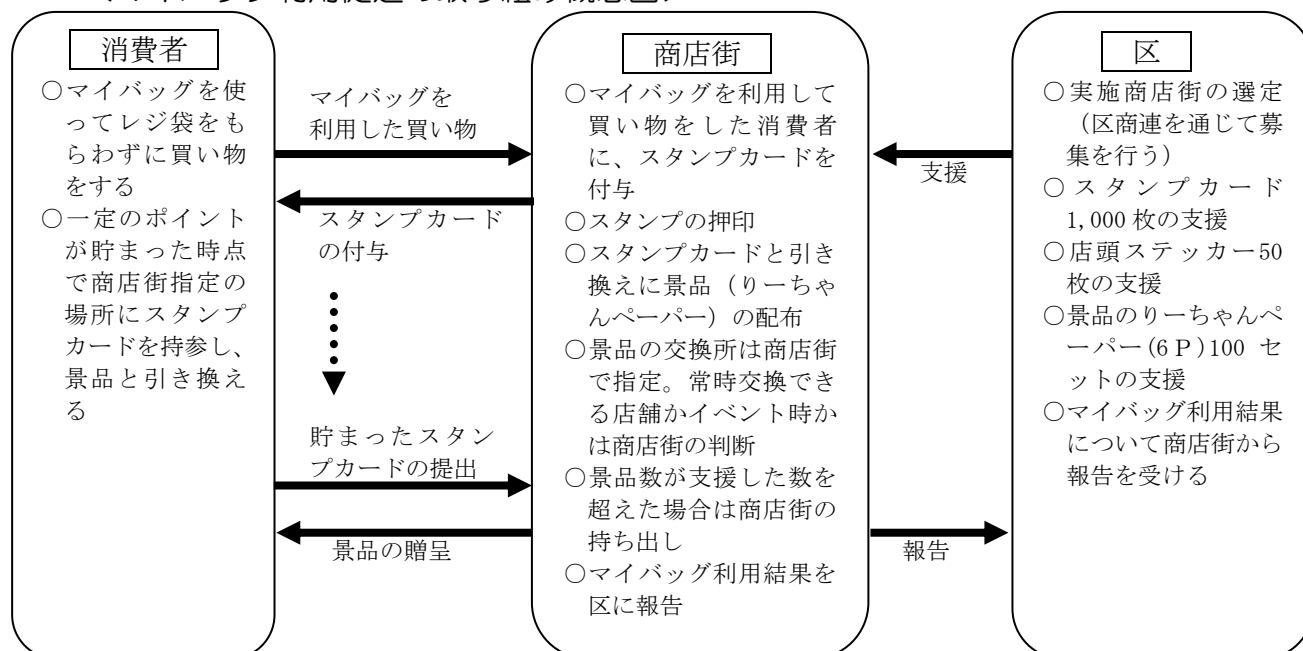 消費者
○マイバッグを使
ってレジ袋をも
らわずに買い物
をする
○一定のポイント
が貯まった時点
で商店街指定の
場所にスタンプ
カードを持参し、
景品と引き換え
る
マイバッグを
利用した買い物
スタンプカード
の付与
貯まったスタン
プカードの提出
景品の贈呈
商店街
○マイバッグを利用して
買い物をした消費者
に、スタンプカードを
付与
○スタンプの押印
○スタンプカードと引き
換えに景品（りーちゃ
んペーパー）の配布
○景品の交換所は商店街
で指定。常時交換でき
る店舗かイベント時か
は商店街の判断
○景品数が支援した数を
超えた場合は商店街の
持ち出し
○マイバッグ利用結果を
区に報告
支援
報告
区
○実施商店街の選定
（区商連を通じて募
集を行う）
○スタンプカード
1,000枚の支援
○店頭ステッカー50
枚の支援
○景品のりーちゃんペ
ーパー(6P)100 セ
ットの支援
○マイバッグ利用結果
について商店街から
報告を受ける